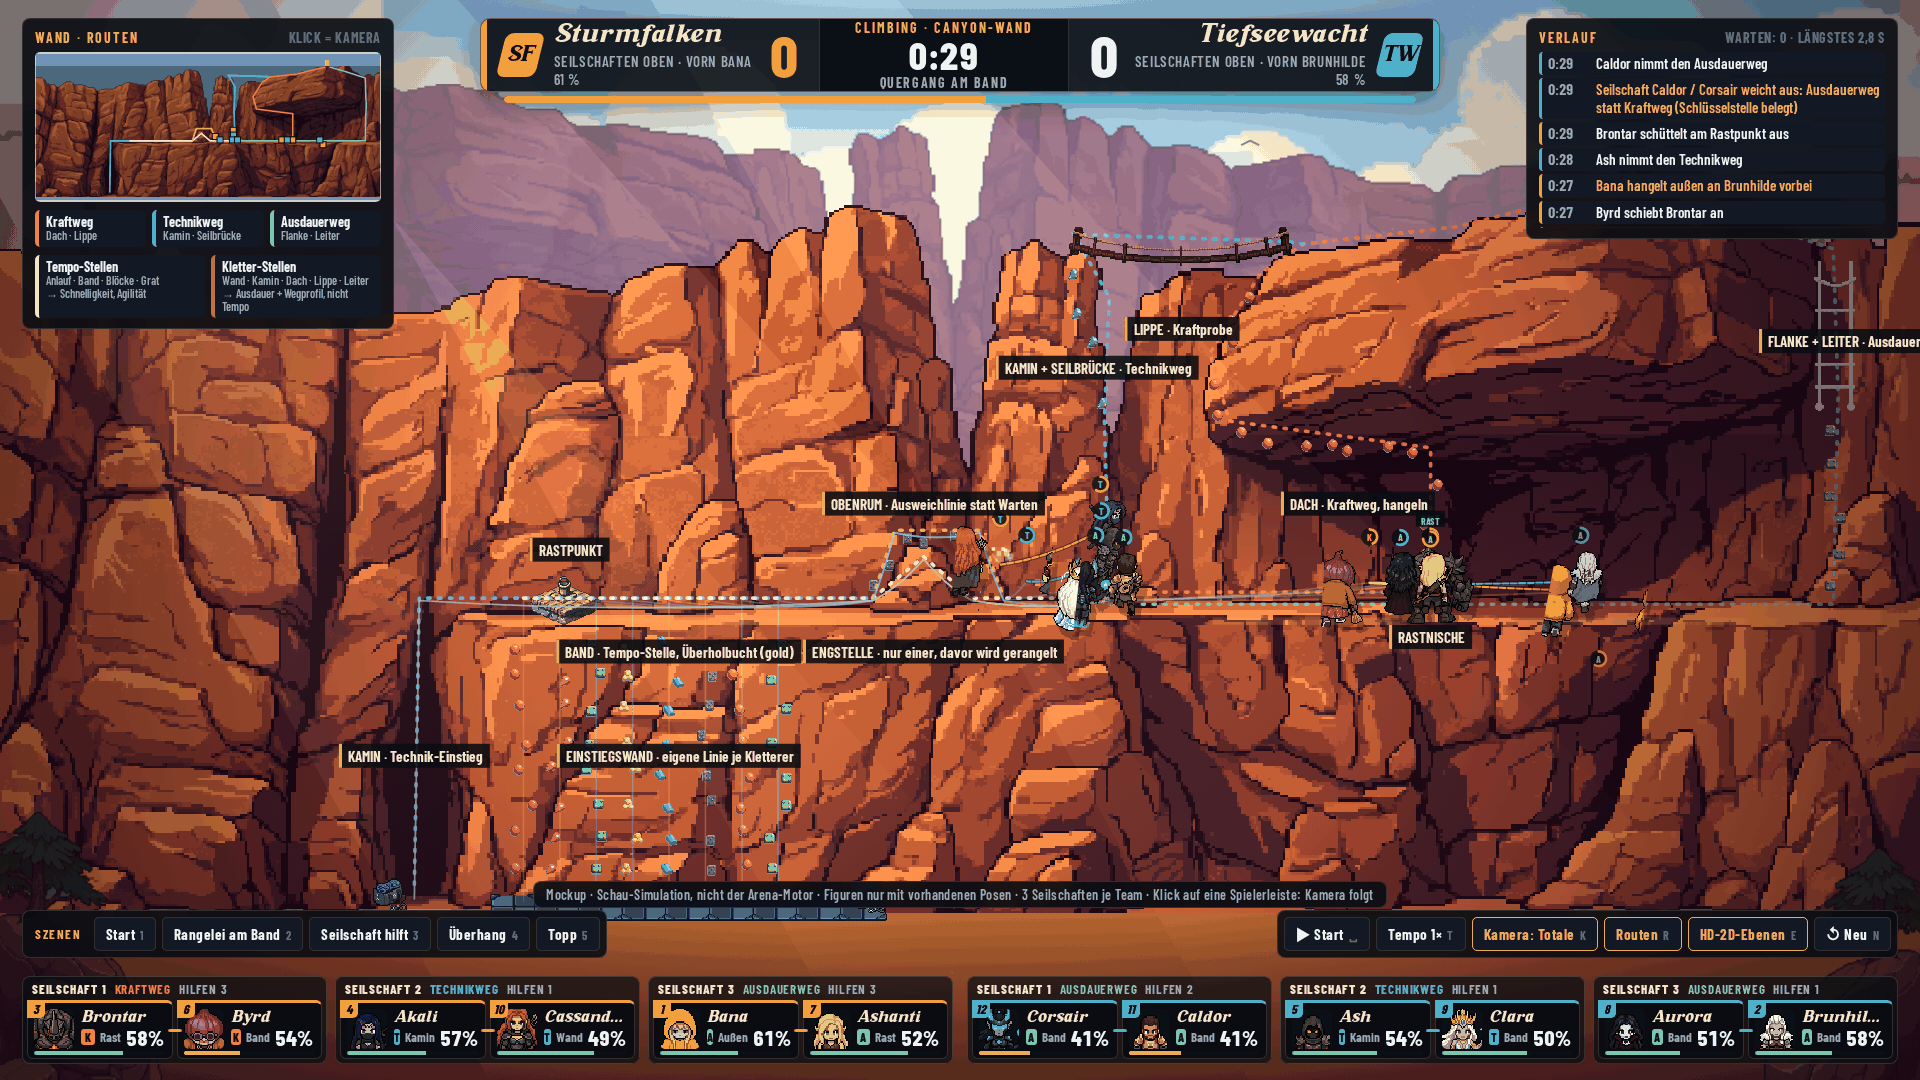 WAND · ROUTEN
KLICK = KAMERA
Kraftweg
Dach · Lippe
Technikweg
Kamin · Seilbrücke
Ausdauerweg
Flanke · Leiter
Tempo-Stellen
Anlauf · Band · Blöcke · Grat
→ Schnelligkeit, Agilität
Kletter-Stellen
Wand · Kamin · Dach · Lippe · Leiter
→ Ausdauer + Wegprofil, nicht
Tempo
SF
Sturmfalken
SEILSCHAFTEN OBEN · VORN BANA
61 %
0
CLIMBING · CANYON-WAND
0:29
QUERGANG AM BAND
0
Tiefseewacht
SEILSCHAFTEN OBEN · VORN BRUNHILDE
58 %
TW
VERLAUF
WARTEN: 0 · LÄNGSTES 2,8 S
0:29 Caldor nimmt den Ausdauerweg
0:29 Seilschaft Caldor / Corsair weicht aus: Ausdauerweg
statt Kraftweg (Schlüsselstelle belegt)
0:29 Brontar schüttelt am Rastpunkt aus
0:28 Ash nimmt den Technikweg
0:27 Bana hangelt außen an Brunhilde vorbei
0:27 Byrd schiebt Brontar an
LIPPE · Kraftprobe
FLANKE + LEITER · Ausdauer
KAMIN + SEILBRÜCKE · Technikweg
OBENRUM · Ausweichlinie statt Warten
DACH · Kraftweg, hangeln
RAST
T
T
T
T
A
A
K
A
A
A
A
RASTPUNKT
RASTNISCHE
BAND · Tempo-Stelle, Überholbucht (gold)
ENGSTELLE · nur einer, davor wird gerangelt
KAMIN · Technik-Einstieg
EINSTIEGSWAND · eigene Linie je Kletterer
Mockup · Schau-Simulation, nicht der Arena-Motor · Figuren nur mit vorhandenen Posen · 3 Seilschaften je Team · Klick auf eine Spielerleiste: Kamera folgt
SZENEN
Start 1
Rangelei am Band 2
Seilschaft hilft 3
Überhang 4
Topp 5
▶ Start ␣
Tempo 1× T
Kamera: Totale K
Routen R
HD-2D-Ebenen E
↺ Neu N
SEILSCHAFT 1 KRAFTWEG HILFEN 3
3 Brontar K Rast 58%
6 Byrd K Band 54%
SEILSCHAFT 2 TECHNIKWEG HILFEN 1
4 Akali T Kamin 57%
10 Cassand... T Wand 49%
SEILSCHAFT 3 AUSDAUERWEG HILFEN 3
1 Bana A Außen 61%
7 Ashanti A Rast 52%
SEILSCHAFT 1 AUSDAUERWEG HILFEN 2
12 Corsair A Band 41%
11 Caldor A Band 41%
SEILSCHAFT 2 TECHNIKWEG HILFEN 1
5 Ash T Kamin 54%
9 Clara T Band 50%
SEILSCHAFT 3 AUSDAUERWEG HILFEN 1
8 Aurora A Band 51%
2 Brunhil... A Band 58%